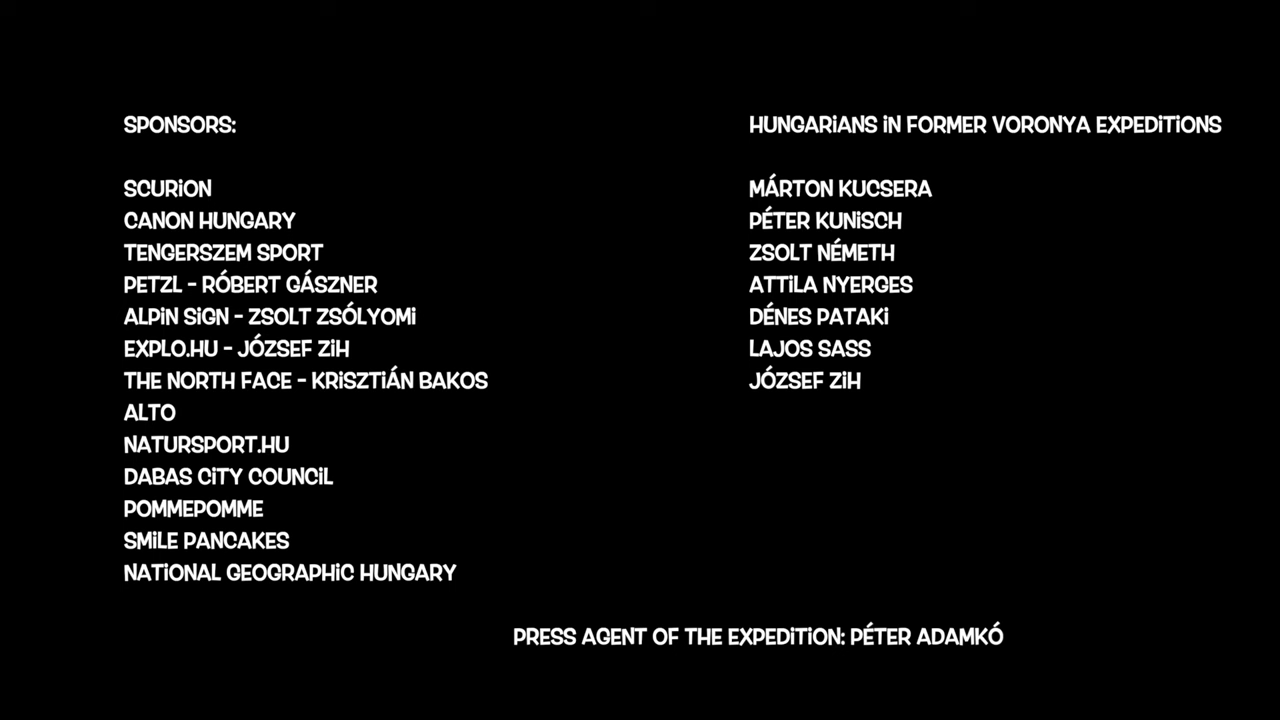 SPONSORS:
SCURiON
CANON HUNGARY
TENGERSZEM SPORT
PETZL - RÓBERT GÁSZNER
ALPiN SiGN - ZSOLT ZSÓLYOMi
EXPLO.HU - JÓZSEF ZiH
THE NORTH FACE - KRiSZTiÁN BAKOS
ALTO
NATURSPORT.HU
DABAS CiTY COUNCiL
POMMEPOMME
SMiLE PANCAKES
NATiONAL GEOGRAPHiC HUNGARY
HUNGARiANS iN FORMER VORONYA EXPEDiTiONS
MÁRTON KUCSERA
PÉTER KUNiSCH
ZSOLT NÉMETH
ATTiLA NYERGES
DÉNES PATAKi
LAJOS SASS
JÓZSEF ZiH
PRESS AGENT OF THE EXPEDiTiON: PÉTER ADAMKÓ